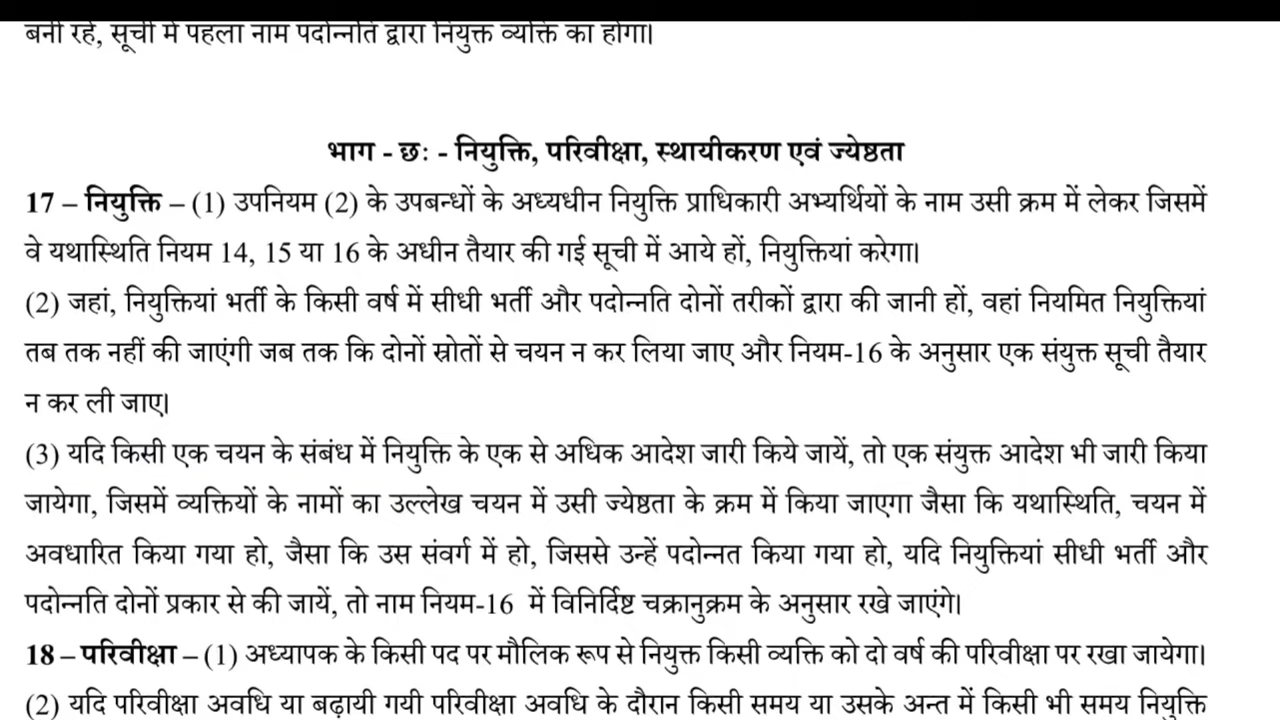 बनी रहे, सूची में पहला नाम पदोन्नति द्वारा नियुक्त व्यक्ति का होगा।
भाग - छः - नियुक्ति, परिवीक्षा, स्थायीकरण एवं ज्येष्ठता
17 – नियुक्ति – (1) उपनियम (2) के उपबन्धों के अध्यधीन नियुक्ति प्राधिकारी अभ्यर्थियों के नाम उसी क्रम में लेकर जिसमें
वे यथास्थिति नियम 14, 15 या 16 के अधीन तैयार की गई सूची में आये हों, नियुक्तियां करेगा।
(2) जहां, नियुक्तियां भर्ती के किसी वर्ष में सीधी भर्ती और पदोन्नति दोनों तरीकों द्वारा की जानी हों, वहां नियमित नियुक्तियां
तब तक नहीं की जाएंगी जब तक कि दोनों स्रोतों से चयन न कर लिया जाए और नियम-16 के अनुसार एक संयुक्त सूची तैयार
न कर ली जाए।
(3) यदि किसी एक चयन के संबंध में नियुक्ति के एक से अधिक आदेश जारी किये जायें, तो एक संयुक्त आदेश भी जारी किया
जायेगा, जिसमें व्यक्तियों के नामों का उल्लेख चयन में उसी ज्येष्ठता के क्रम में किया जाएगा जैसा कि यथास्थिति, चयन में
अवधारित किया गया हो, जैसा कि उस संवर्ग में हो, जिससे उन्हें पदोन्नत किया गया हो, यदि नियुक्तियां सीधी भर्ती और
पदोन्नति दोनों प्रकार से की जायें, तो नाम नियम-16 में विनिर्दिष्ट चक्रानुक्रम के अनुसार रखे जाएंगे।
18 – परिवीक्षा – (1) अध्यापक के किसी पद पर मौलिक रूप से नियुक्त किसी व्यक्ति को दो वर्ष की परिवीक्षा पर रखा जायेगा।
(2) यदि परिवीक्षा अवधि या बढ़ायी गयी परिवीक्षा अवधि के दौरान किसी समय या उसके अन्त में किसी भी समय नियुक्ति